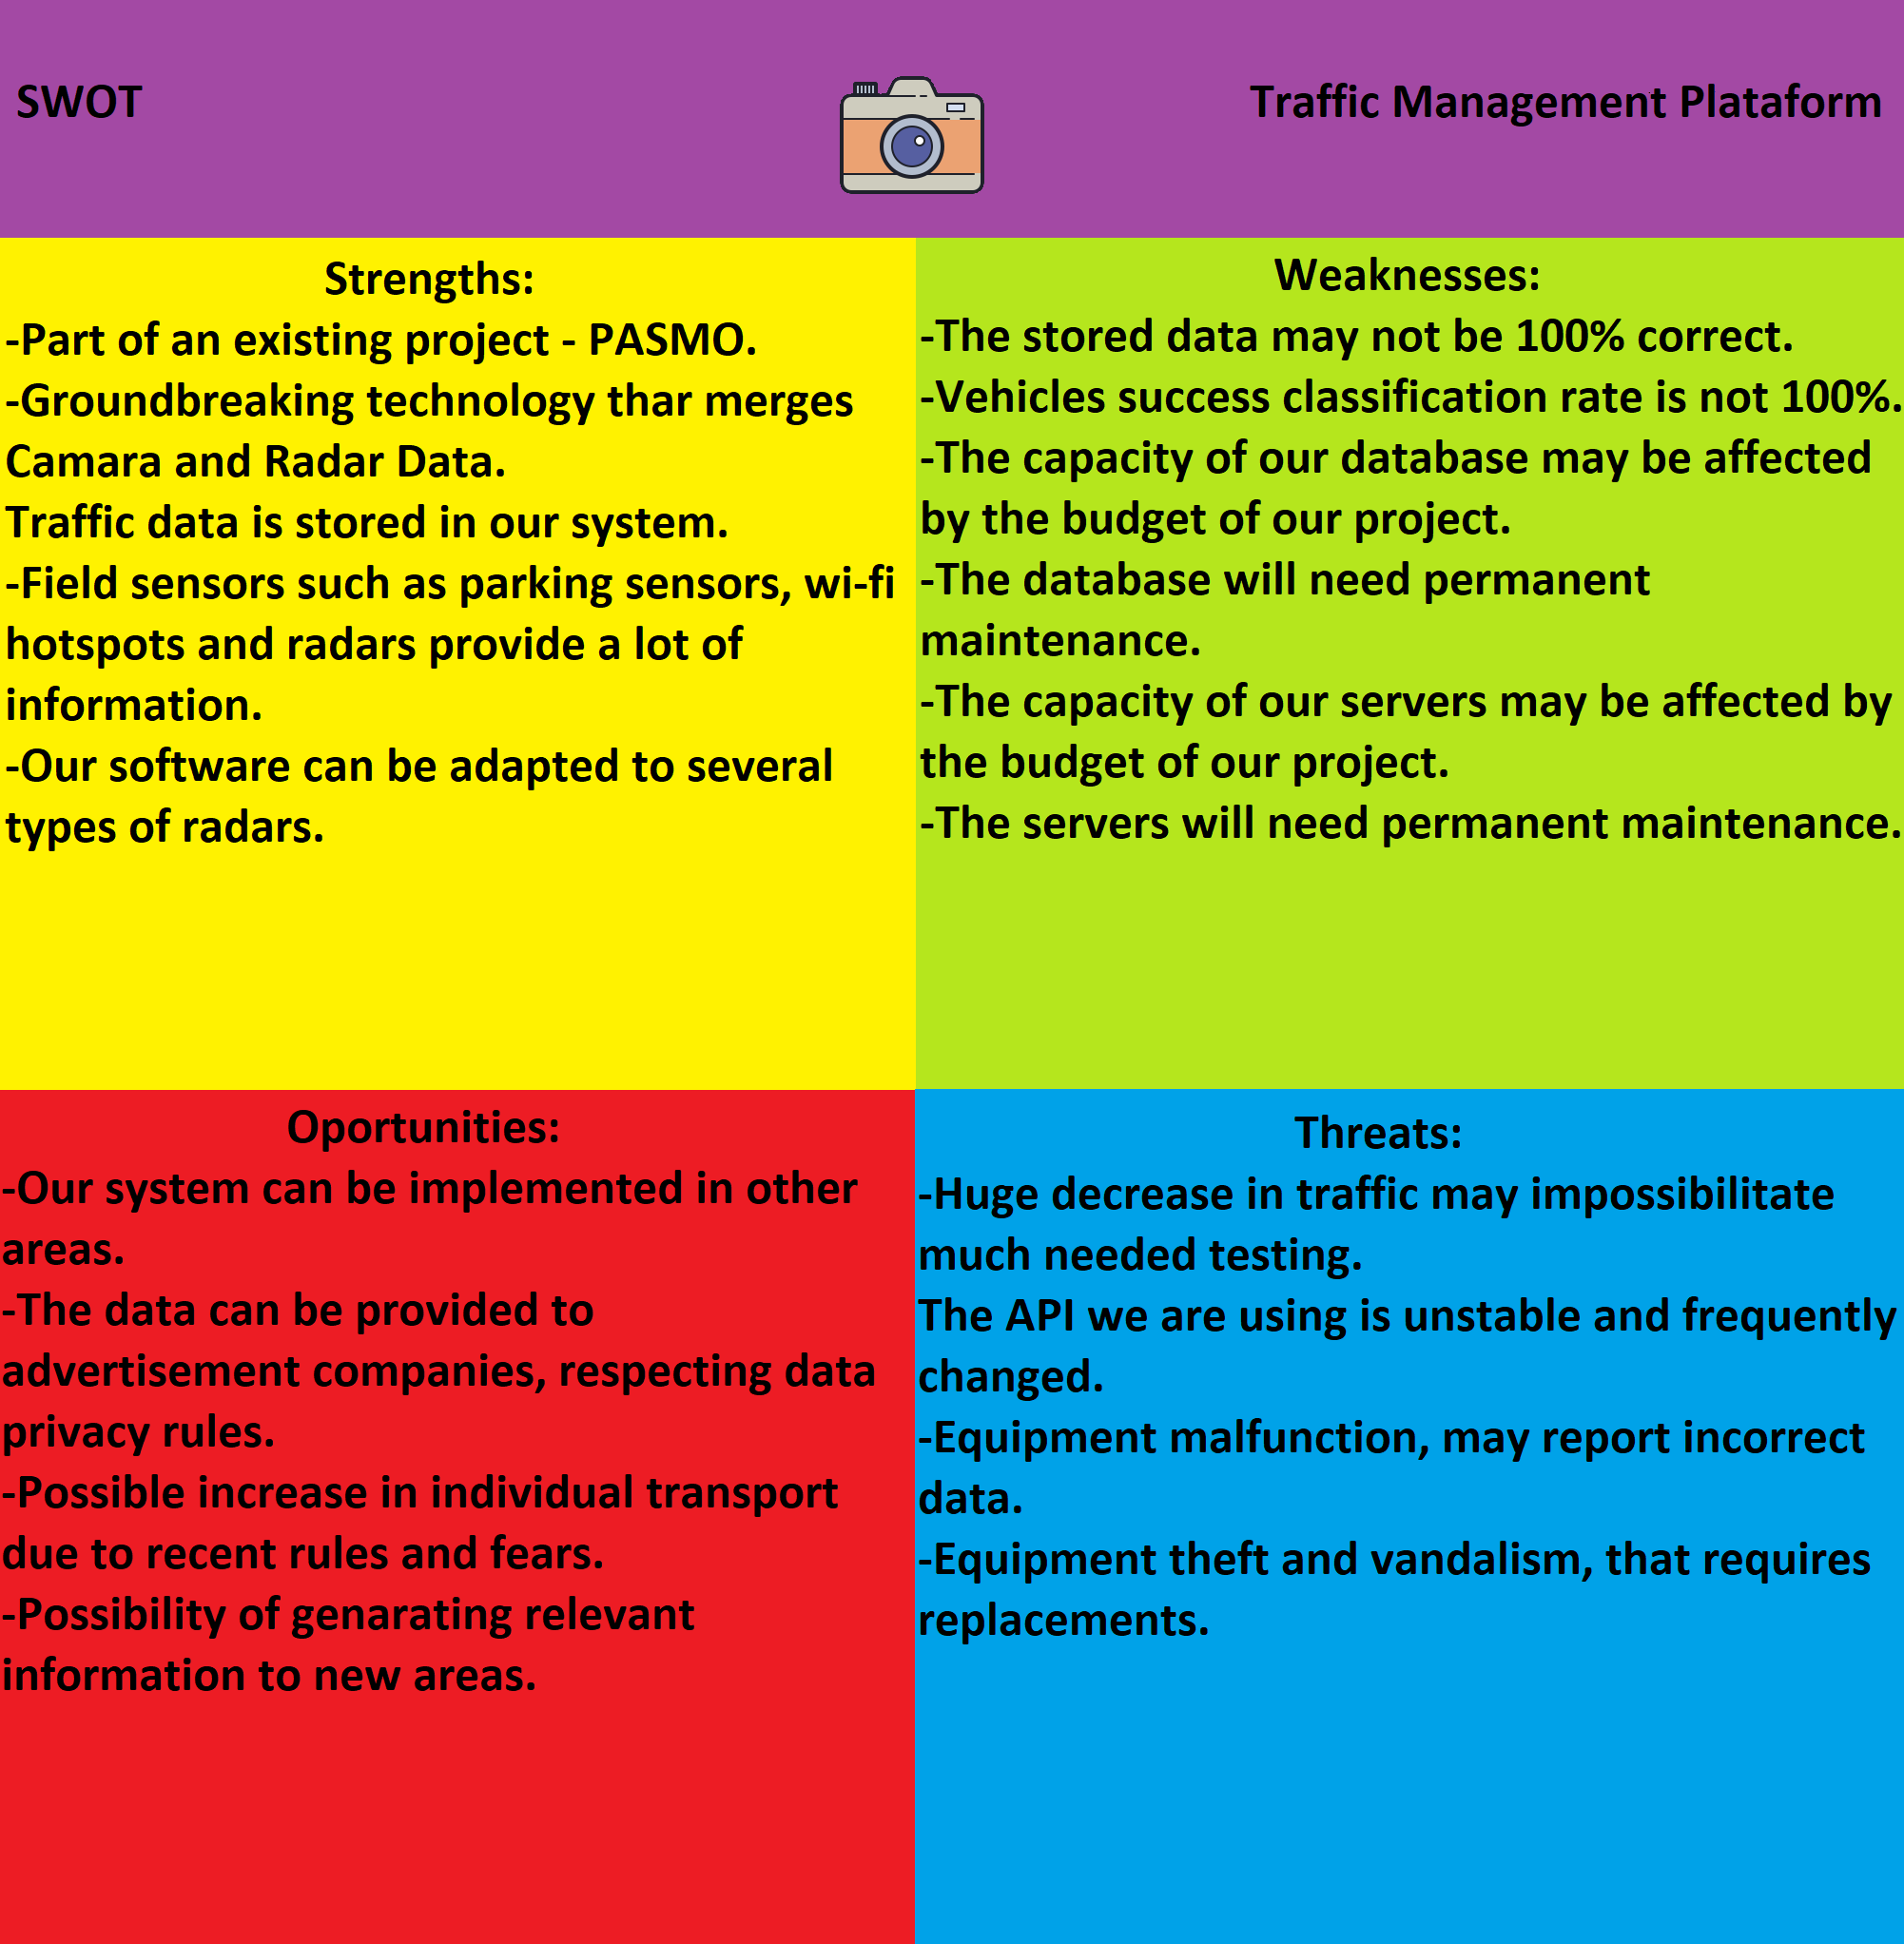 SWOT
Traffic Management Plataform
Strengths:
-Part of an existing project - PASMO.
-Groundbreaking technology thar merges
Camara and Radar Data.
Traffic data is stored in our system.
-Field sensors such as parking sensors, wi-fi
hotspots and radars provide a lot of
information.
-Our software can be adapted to several
types of radars.
Weaknesses:
-The stored data may not be 100% correct.
-Vehicles success classification rate is not 100%.
-The capacity of our database may be affected
by the budget of our project.
-The database will need permanent
maintenance.
-The capacity of our servers may be affected by
the budget of our project.
-The servers will need permanent maintenance.
Oportunities:
-Our system can be implemented in other
areas.
-The data can be provided to
advertisement companies, respecting data
privacy rules.
-Possible increase in individual transport
due to recent rules and fears.
-Possibility of genarating relevant
information to new areas.
Threats:
-Huge decrease in traffic may impossibilitate
much needed testing.
The API we are using is unstable and frequently
changed.
-Equipment malfunction, may report incorrect
data.
-Equipment theft and vandalism, that requires
replacements.